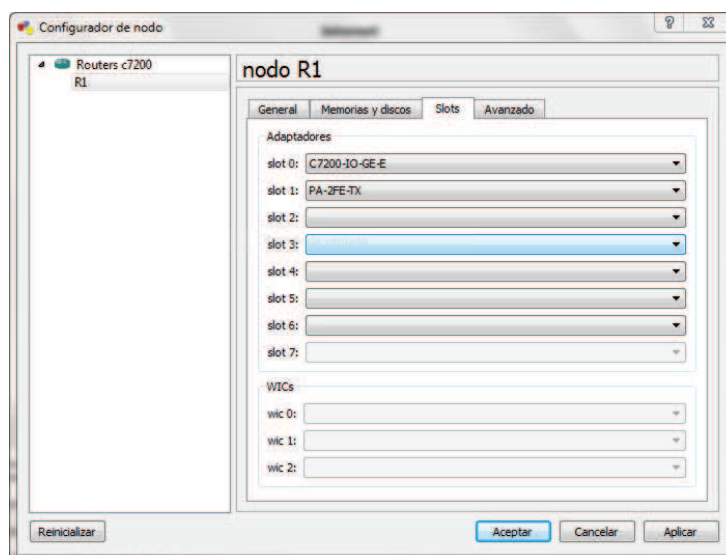 Configurador de nodo
Routers c7200
R1
nodo R1
General Memorias y discos Slots Avanzado
Adaptadores
slot 0: C7200-IO-GE-E
slot 1: PA-2FE-TX
slot 2:
slot 3:
slot 4:
slot 5:
slot 6:
slot 7:
WICs
wic 0:
wic 1:
wic 2:
Reinicializar Aceptar Cancelar Aplicar